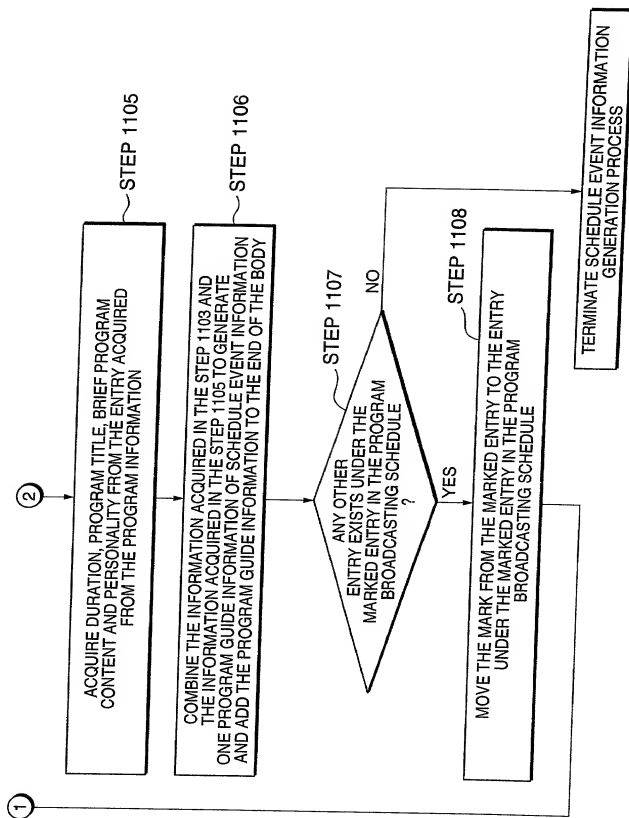 1
2
ACQUIRE DURATION, PROGRAM TITLE, BRIEF PROGRAM
CONTENT AND PERSONALITY FROM THE ENTRY ACQUIRED
FROM THE PROGRAM INFORMATION
STEP 1105
COMBINE THE INFORMATION ACQUIRED IN THE STEP 1103 AND
THE INFORMATION ACQUIRED IN THE STEP 1105 TO GENERATE
ONE PROGRAM GUIDE INFORMATION OF SCHEDULE EVENT INFORMATION
AND ADD THE PROGRAM GUIDE INFORMATION TO THE END OF THE BODY
STEP 1106
ANY OTHER
ENTRY EXISTS UNDER THE
MARKED ENTRY IN THE PROGRAM
BROADCASTING SCHEDULE
?
STEP 1107
NO
YES
MOVE THE MARK FROM THE MARKED ENTRY TO THE ENTRY
UNDER THE MARKED ENTRY IN THE PROGRAM
BROADCASTING SCHEDULE
STEP 1108
TERMINATE SCHEDULE EVENT INFORMATION
GENERATION PROCESS